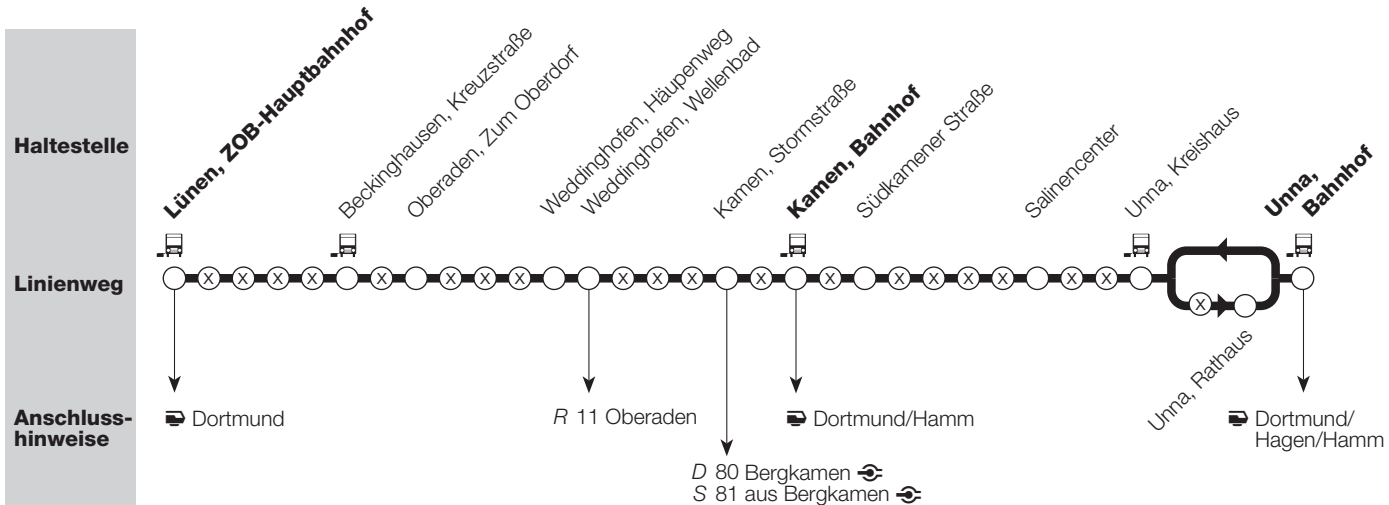 Haltestelle
Lünen, ZOB-Hauptbahnhof
Beckinghausen, Kreuzstraße
Oberaden, Zum Oberdorf
Weddinghofen, Häupenweg
Weddinghofen, Wellenbad
Kamen, Stormstraße
Kamen, Bahnhof
Südkamener Straße
Salinencenter
Unna, Kreishaus
Unna,
Bahnhof
Linienweg
X X X X X X X X X X X X X X X X X X X
X
Unna, Rathaus
Anschluss-
hinweise
Dortmund
R 11 Oberaden
D 80 Bergkamen
S 81 aus Bergkamen
Dortmund/Hamm
Dortmund/
Hagen/Hamm